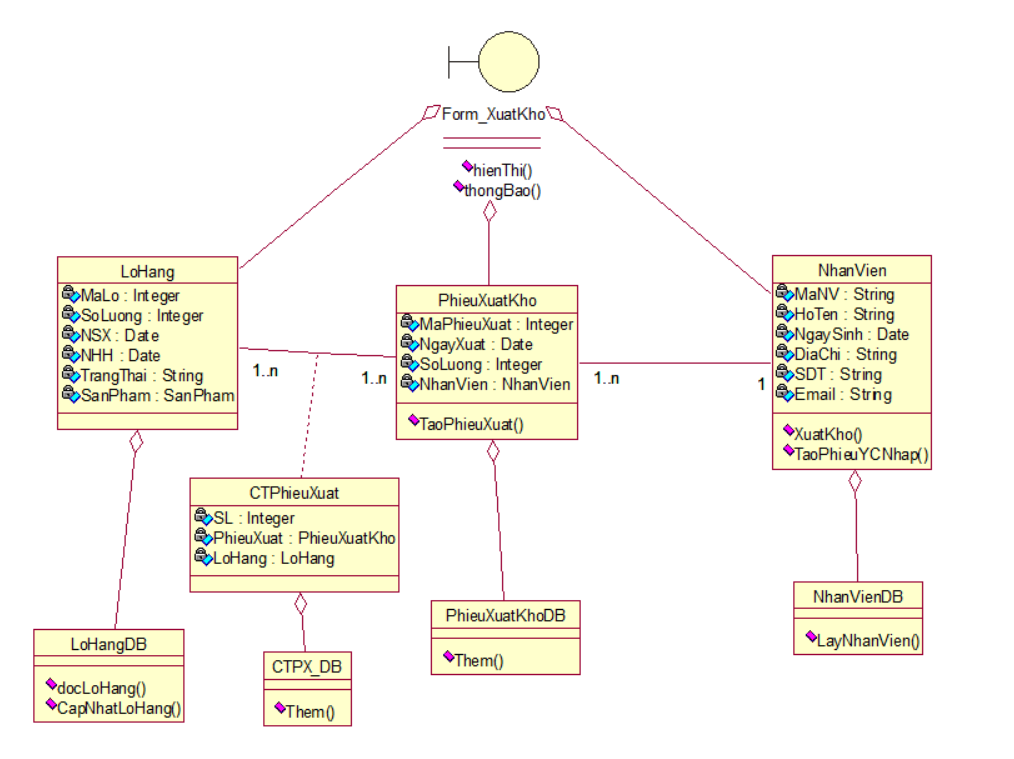 Form_XuatKho
hienThi()
thongBao()
LoHang
MaLo : Integer
SoLuong : Integer
NSX : Date
NHH : Date
TrangThai : String
SanPham : SanPham
1..n
1..n
PhieuXuatKho
MaPhieuXuat : Integer
NgayXuat : Date
SoLuong : Integer
NhanVien : NhanVien
TaoPhieuXuat()
1..n
1
NhanVien
MaNV : String
HoTen : String
NgaySinh : Date
DiaChi : String
SDT : String
Email : String
XuatKho()
TaoPhieuYCNhap()
CTPhieuXuat
SL : Integer
PhieuXuat : PhieuXuatKho
LoHang : LoHang
LoHangDB
docLoHang()
CapNhatLoHang()
CTPX_DB
Them()
PhieuXuatKhoDB
Them()
NhanVienDB
LayNhanVien()